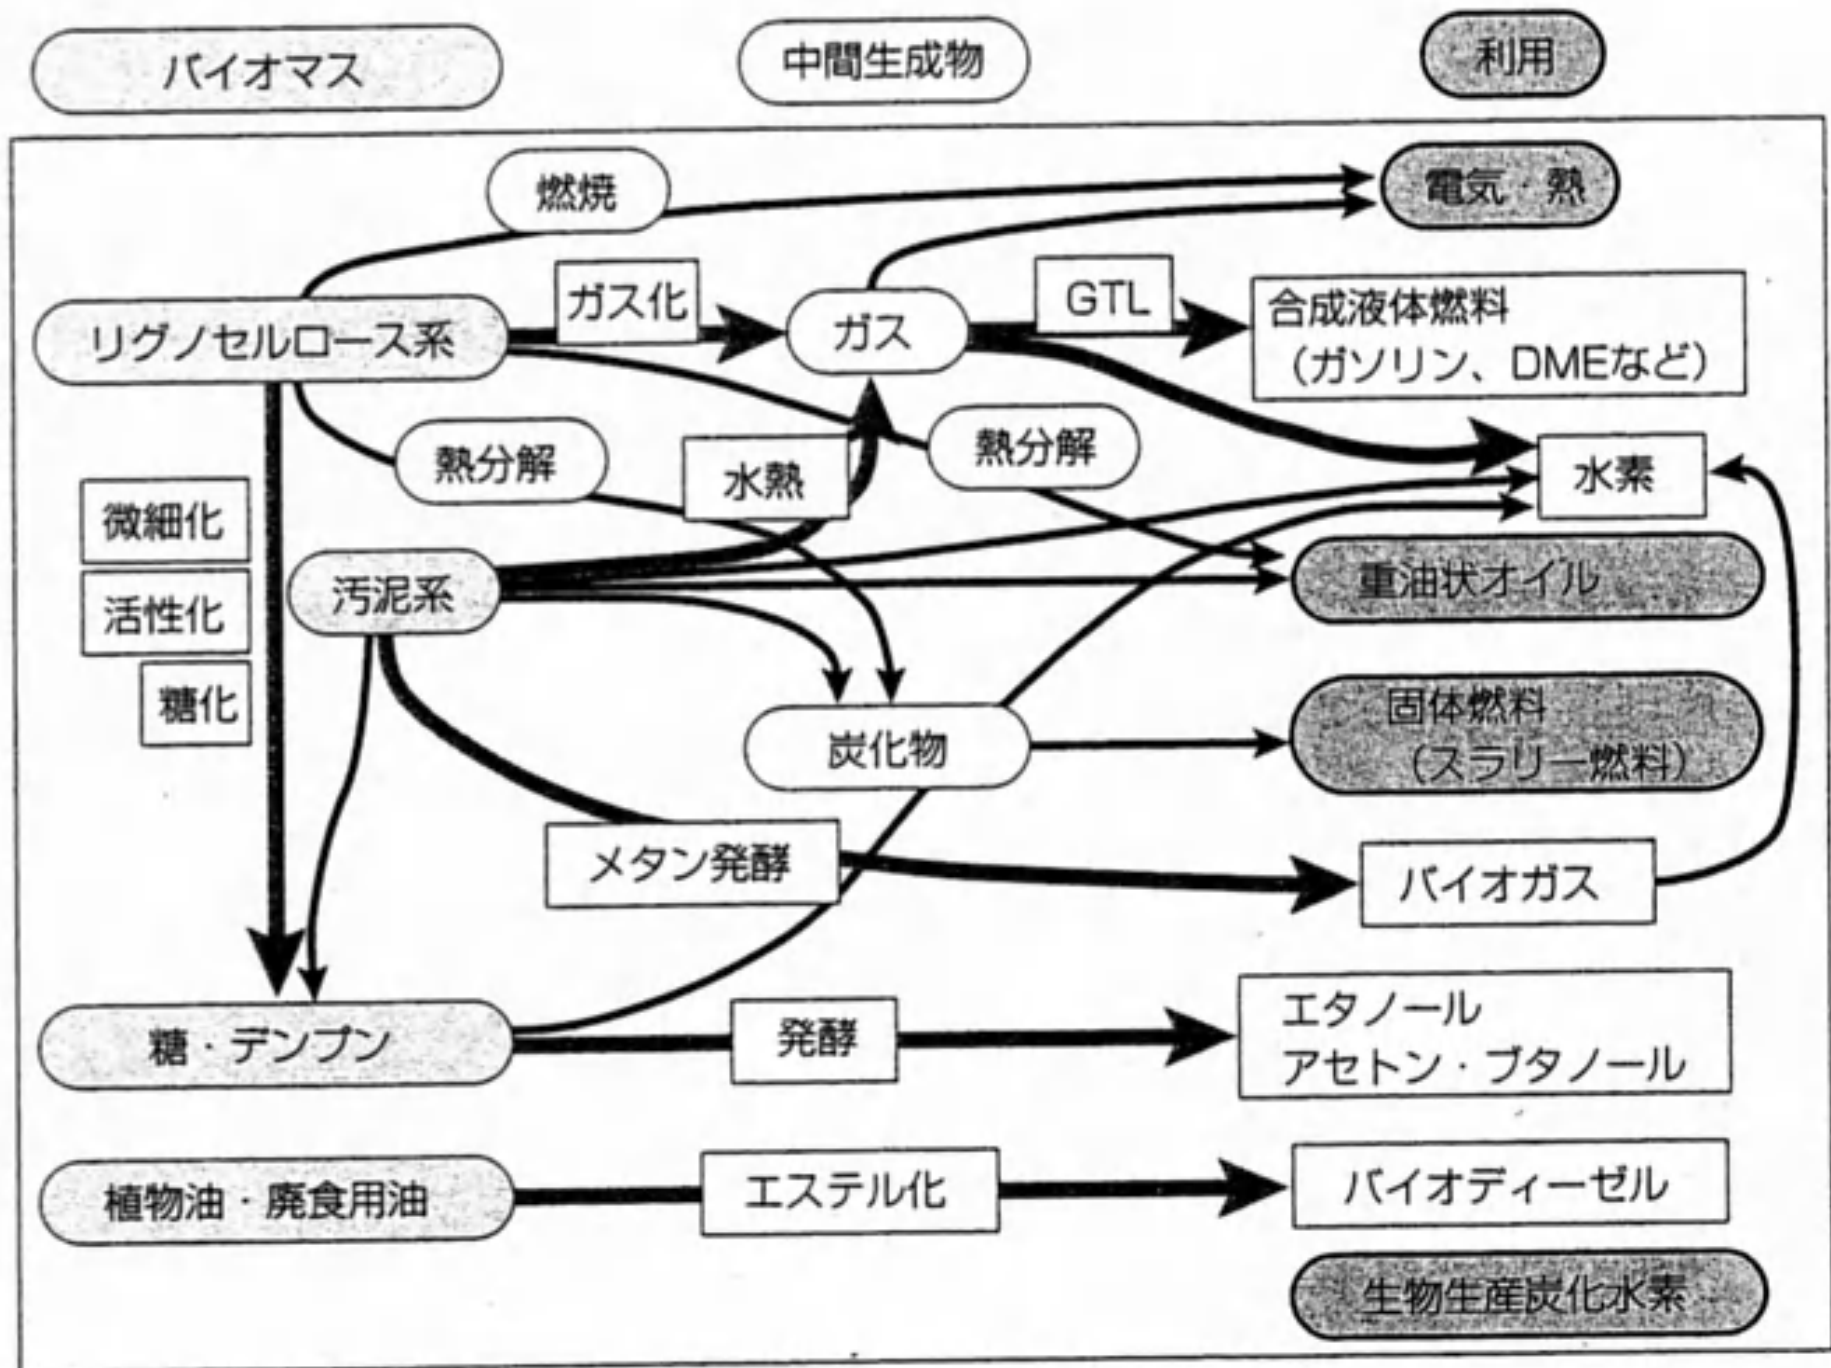 バイオマス
中間生成物
利用
燃焼
電気・熱
リグノセルロース系
ガス化
ガス
GTL
合成液体燃料
（ガソリン、DMEなど）
熱分解
水熱
熱分解
水素
微細化
活性化
糖化
汚泥系
重油状オイル
炭化物
固体燃料
（スラリー燃料）
メタン発酵
バイオガス
糖・デンプン
発酵
エタノール
アセトン・ブタノール
植物油・廃食用油
エステル化
バイオディーゼル
生物生産炭化水素